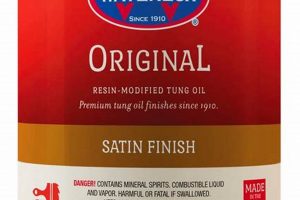 WATERLOX
SINCE 1910
ORIGINAL
RESIN-MODIFIED TUNG OIL
Premium tung oil finishes since 1910.
SATIN FINISH
DANGER! CONTAINS MINERAL SPIRITS, COMBUSTIBLE LIQUID
AND VAPOR. HARMFUL OR FATAL IF SWALLOWED.
MADE
IN THE